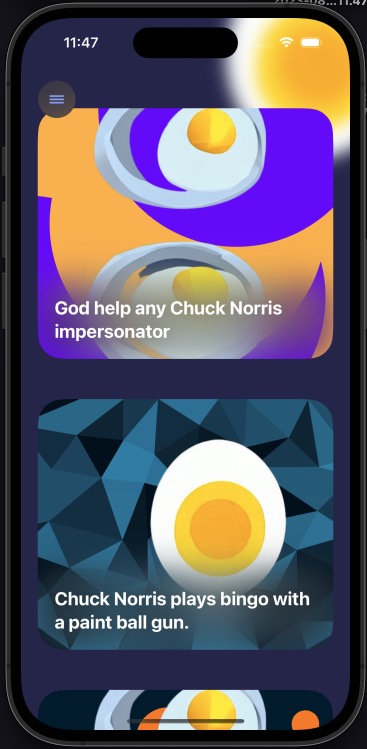 11:47
God help any Chuck Norris
impersonator
Chuck Norris plays bingo with
a paint ball gun.